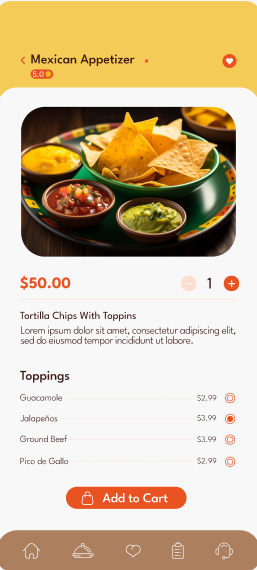 Mexican Appetizer
5.0
$50.00
1
Tortilla Chips With Toppins
Lorem ipsum dolor sit amet, consectetur adipiscing elit,
sed do eiusmod tempor incididunt ut labore.
Toppings
Guacamole $2.99
Jalapeños $3.99
Ground Beef $3.99
Pico de Gallo $2.99
Add to Cart